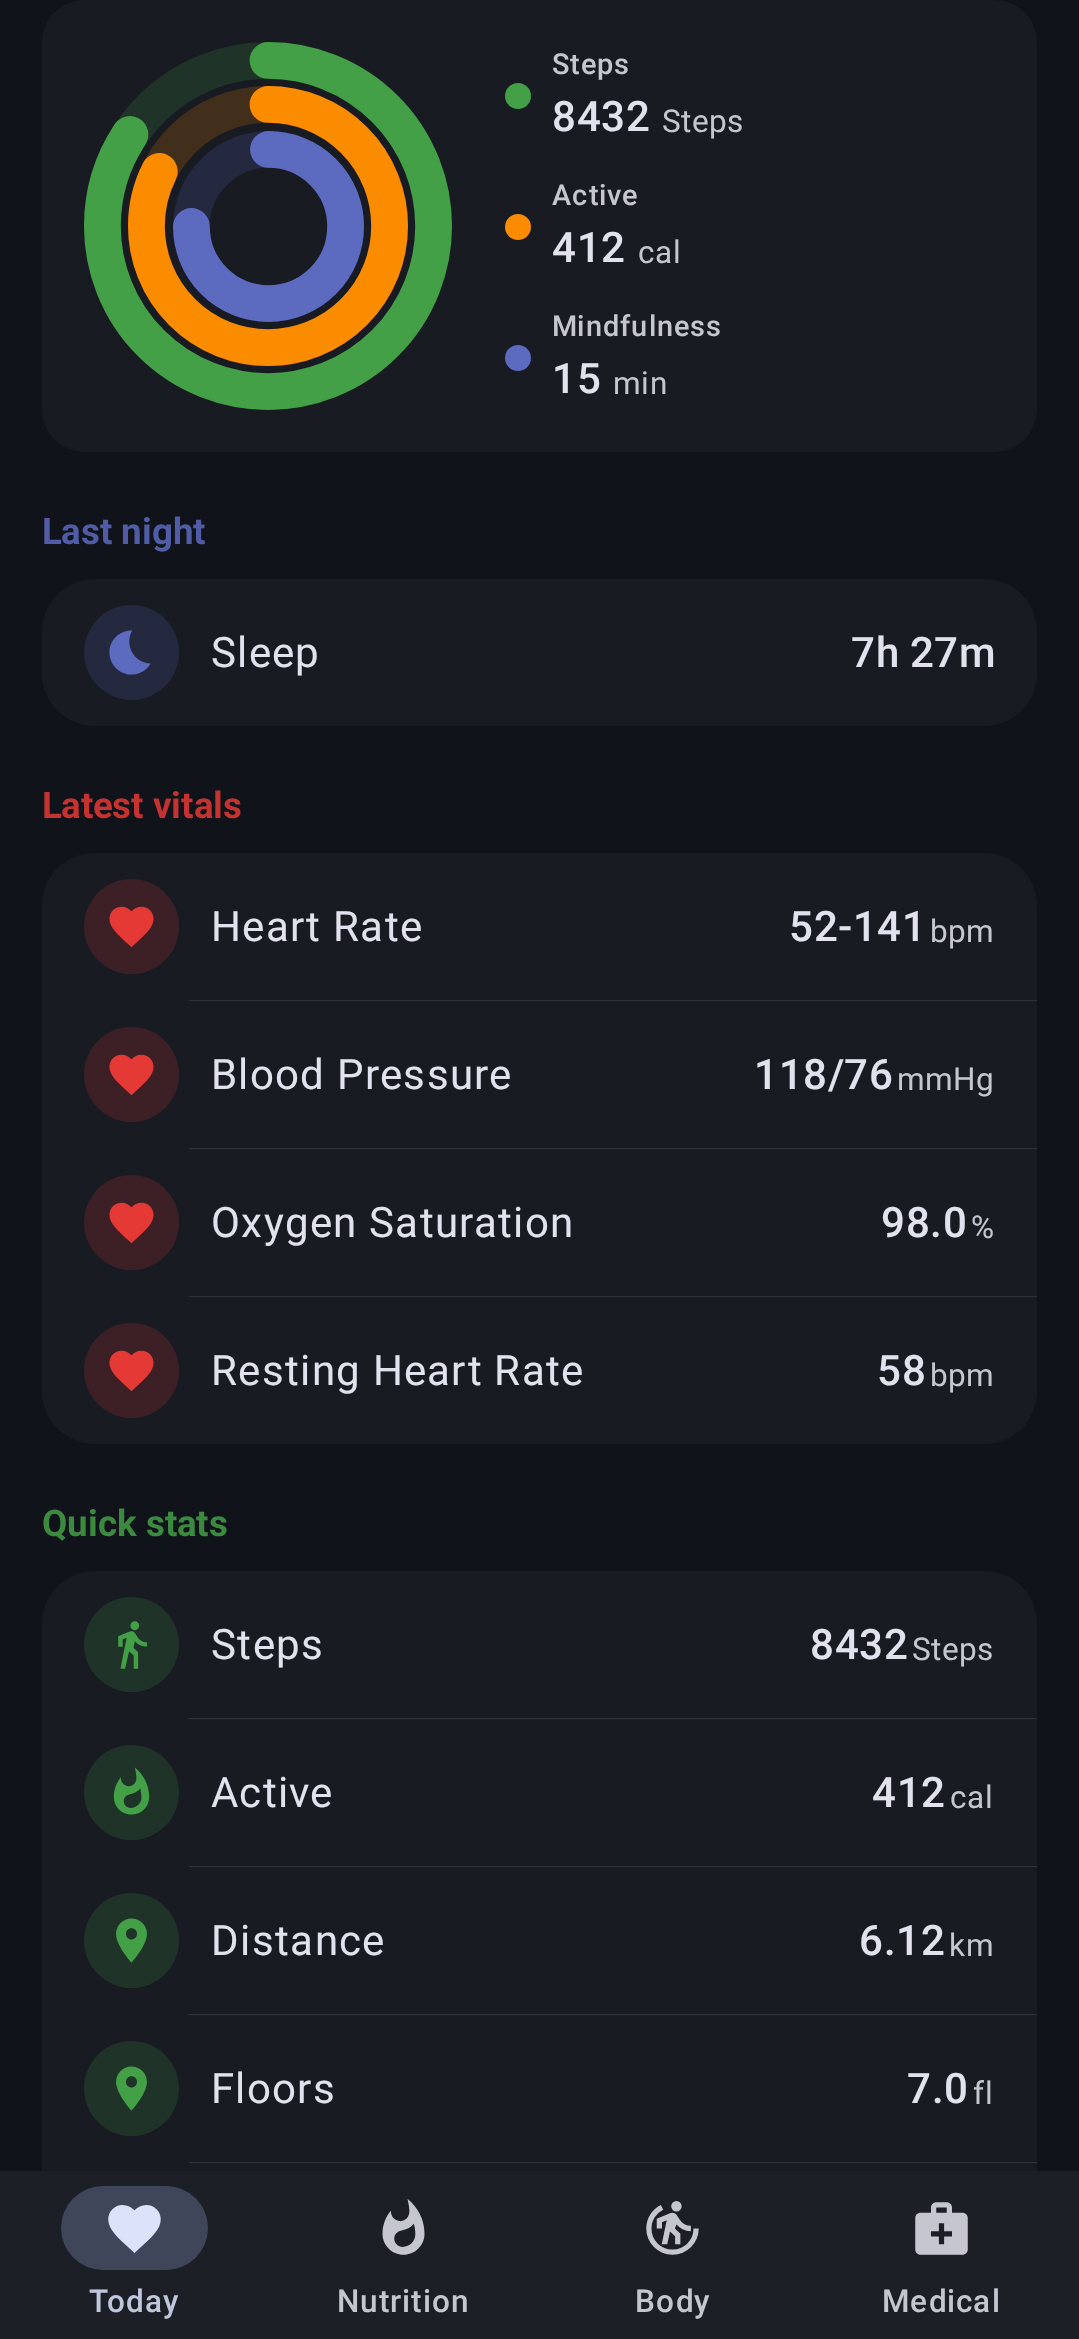 Steps
8432 Steps
Active
412 cal
Mindfulness
15 min
Last night
Sleep 7h 27m
Latest vitals
Heart Rate 52-141 bpm
Blood Pressure 118/76 mmHg
Oxygen Saturation 98.0 %
Resting Heart Rate 58 bpm
Quick stats
Steps 8432 Steps
Active 412 cal
Distance 6.12 km
Floors 7.0 fl
Today Nutrition Body Medical